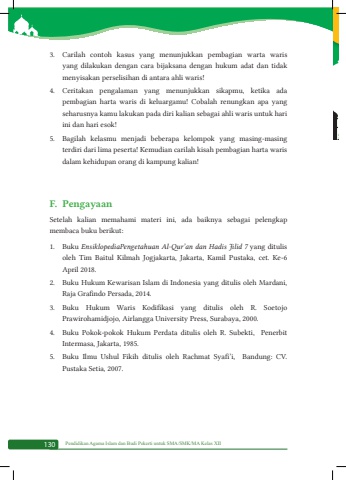 3. Carilah contoh kasus yang menunjukkan pembagian warta waris
yang dilakukan dengan cara bijaksana dengan hukum adat dan tidak
menyisakan perselisihan di antara ahli waris!
4. Ceritakan pengalaman yang menunjukkan sikapmu, ketika ada
pembagian harta waris di keluargamu! Cobalah renungkan apa yang
seharusnya kamu lakukan pada diri kalian sebagai ahli waris untuk hari
ini dan hari esok!
5. Bagilah kelasmu menjadi beberapa kelompok yang masing-masing
terdiri dari lima peserta! Kemudian carilah kisah pembagian harta waris
dalam kehidupan orang di kampung kalian!
F. Pengayaan
Setelah kalian memahami materi ini, ada baiknya sebagai pelengkap
membaca buku berikut:
1. Buku EnsiklopediaPengetahuan Al-Qur'an dan Hadis Jilid 7 yang ditulis
oleh Tim Baitul Kilmah Jogjakarta, Jakarta, Kamil Pustaka, cet. Ke-6
April 2018.
2. Buku Hukum Kewarisan Islam di Indonesia yang ditulis oleh Mardani,
Raja Grafindo Persada, 2014.
3. Buku Hukum Waris Kodifikasi yang ditulis oleh R. Soetojo
Prawirohamidjojo, Airlangga University Press, Surabaya, 2000.
4. Buku Pokok-pokok Hukum Perdata ditulis oleh R. Subekti, Penerbit
Intermasa, Jakarta, 1985.
5. Buku Ilmu Ushul Fikih ditulis oleh Rachmat Syafi'i, Bandung: CV.
Pustaka Setia, 2007.
130 Pendidikan Agama Islam dan Budi Pekerti untuk SMA/SMK/MA Kelas XII